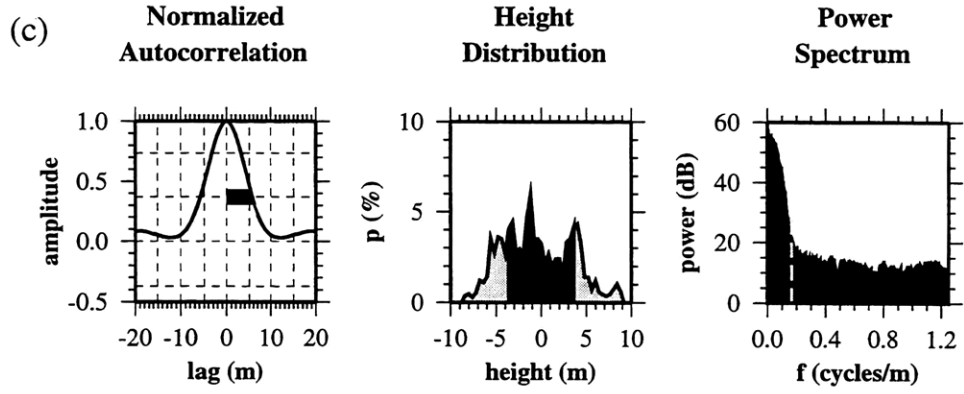 (c)
Normalized
Autocorrelation
1.0
0.5
0.0
-0.5
amplitude
-20 -10 0 10 20
lag (m)
Height
Distribution
10
5
0
p (%)
-10 -5 0 5 10
height (m)
Power
Spectrum
60
40
20
0
power (dB)
0.0 0.4 0.8 1.2
f (cycles/m)